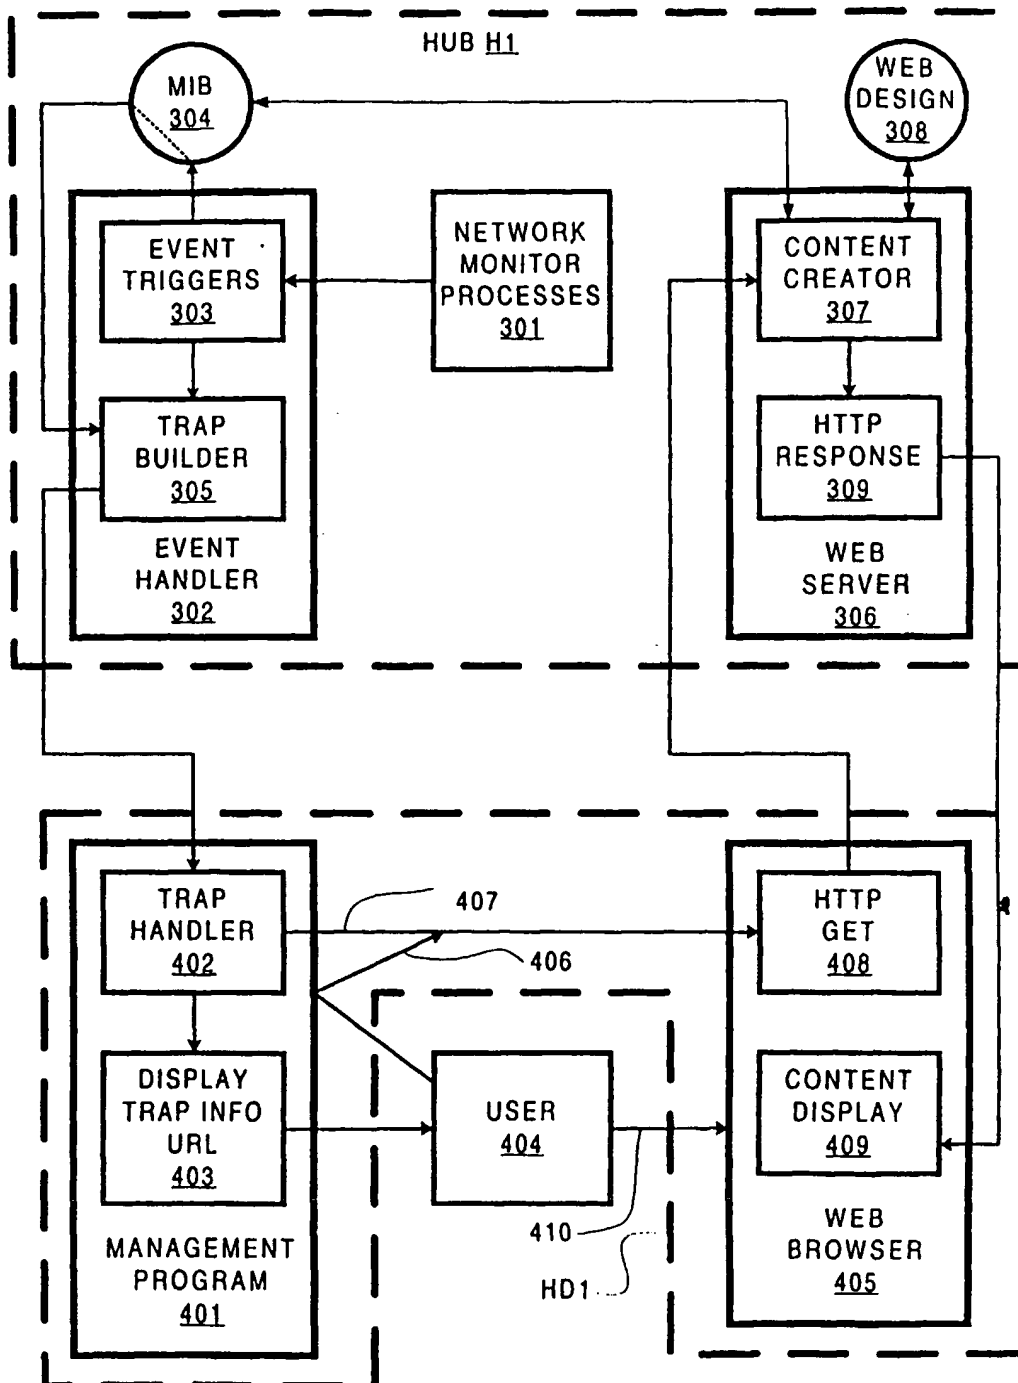 HUB H1
MIB
304
WEB
DESIGN
308
EVENT
TRIGGERS
303
NETWORK
MONITOR
PROCESSES
301
CONTENT
CREATOR
307
TRAP
BUILDER
305
HTTP
RESPONSE
309
EVENT
HANDLER
302
WEB
SERVER
306
TRAP
HANDLER
402
407
406
HTTP
GET
408
DISPLAY
TRAP INFO
URL
403
USER
404
CONTENT
DISPLAY
409
410
HD1
MANAGEMENT
PROGRAM
401
WEB
BROWSER
405